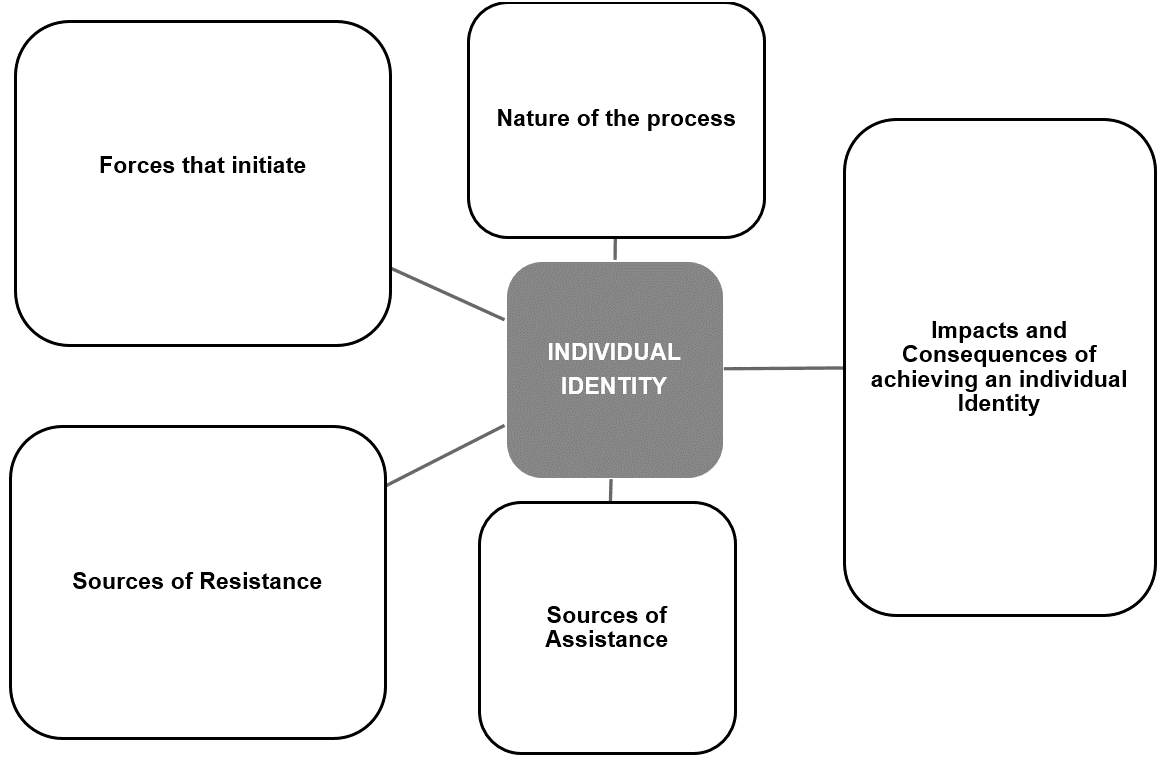 Nature of the process
Forces that initiate
INDIVIDUAL
IDENTITY
Impacts and
Consequences of
achieving an individual
Identity
Sources of Resistance
Sources of
Assistance